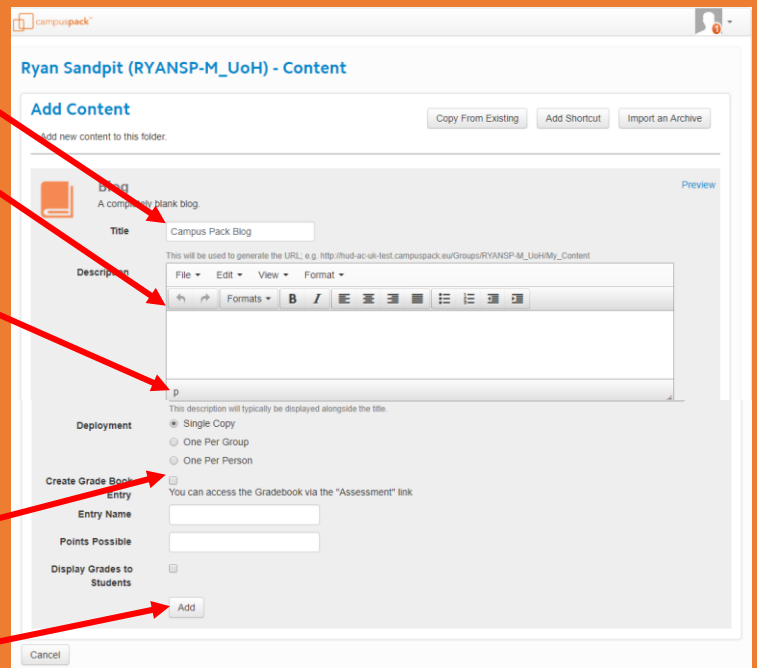 campuspack
1
Ryan Sandpit (RYANSP-M_UoH) - Content
Add Content
Copy From Existing
Add Shortcut
Import an Archive
Add new content to this folder.
Blog
Preview
A completely blank blog.
Title
Campus Pack Blog
This will be used to generate the URL; e.g. http://hud-ac-uk-test.campuspack.eu/Groups/RYANSP-M_UoH/My_Content
Description
File Edit View Format
Formats B I
p
This description will typically be displayed alongside the title.
Deployment
Single Copy
One Per Group
One Per Person
Create Grade Book
Entry
You can access the Gradebook via the "Assessment" link
Entry Name
Points Possible
Display Grades to
Students
Add
Cancel